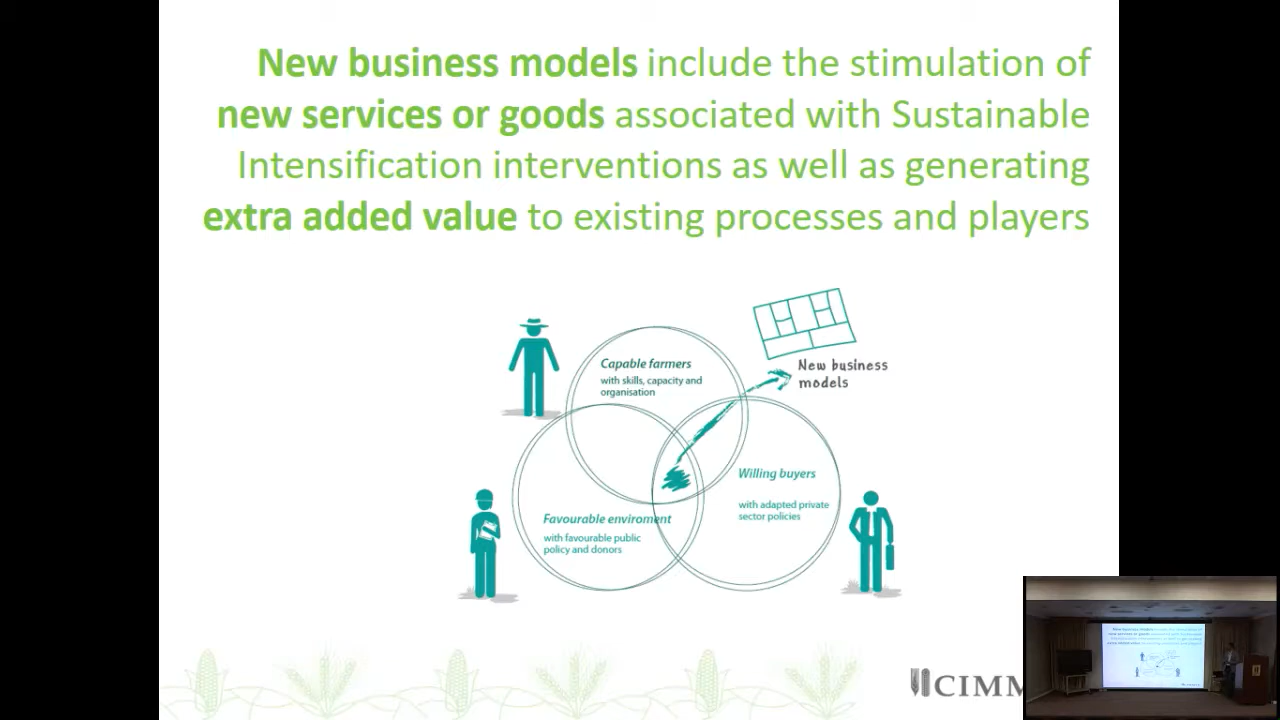 New business models include the stimulation of
new services or goods associated with Sustainable
Intensification interventions as well as generating
extra added value to existing processes and players
Capable farmers
with skills, capacity and
organisation
New business
models
Willing buyers
with adapted private
sector policies
Favourable enviroment
with favourable public
policy and donors
CIMM